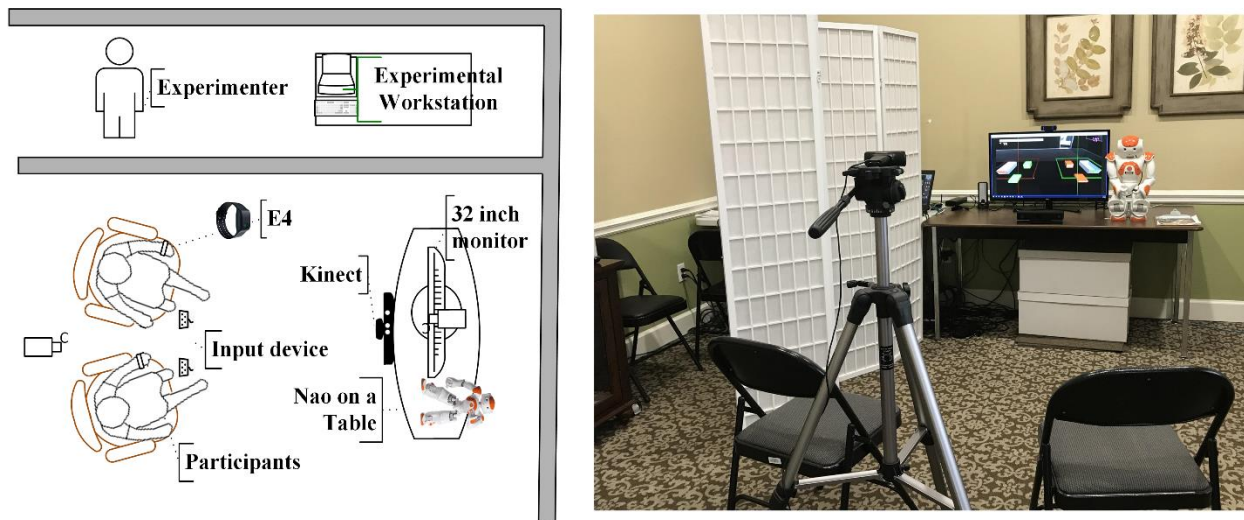 Experimenter
Experimental
Workstation
E4
32 inch
monitor
Kinect
Input device
Nao on a
Table
Participants